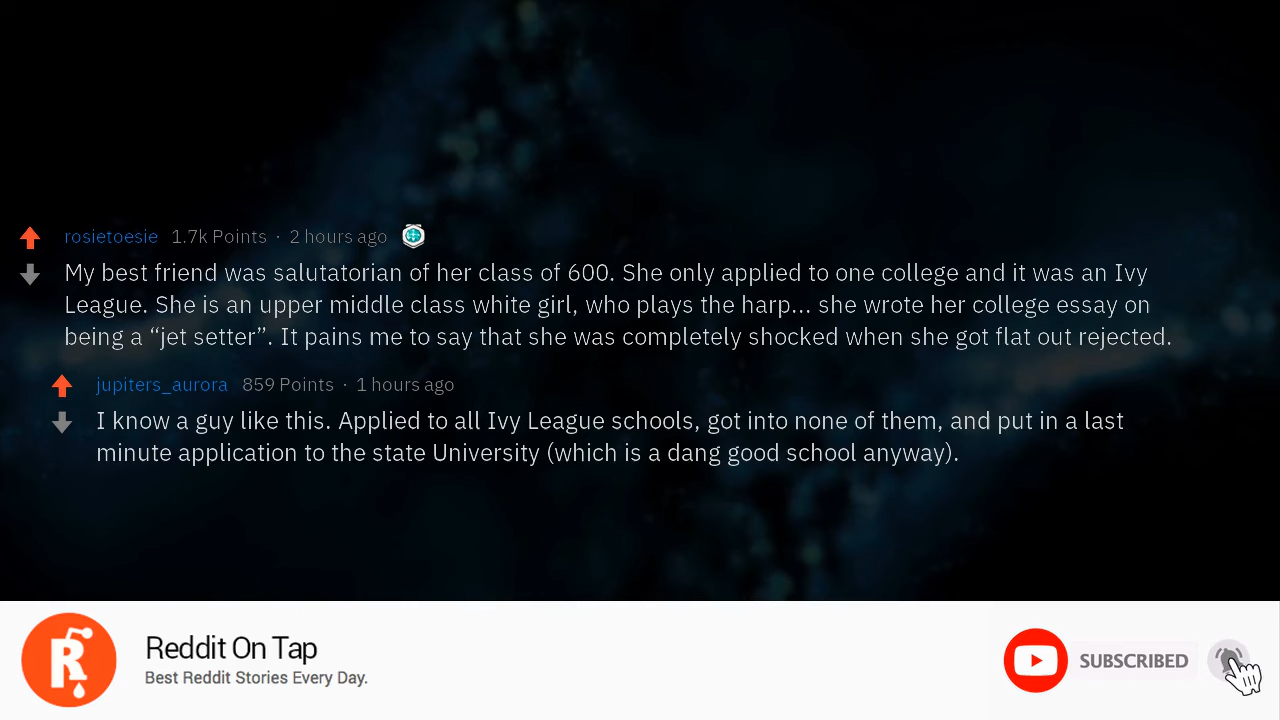 rosietoesie 1.7k Points · 2 hours ago
My best friend was salutatorian of her class of 600. She only applied to one college and it was an Ivy
League. She is an upper middle class white girl, who plays the harp... she wrote her college essay on
being a “jet setter”. It pains me to say that she was completely shocked when she got flat out rejected.
jupiters_aurora 859 Points · 1 hours ago
I know a guy like this. Applied to all Ivy League schools, got into none of them, and put in a last
minute application to the state University (which is a dang good school anyway).
Reddit On Tap
Best Reddit Stories Every Day.
SUBSCRIBED